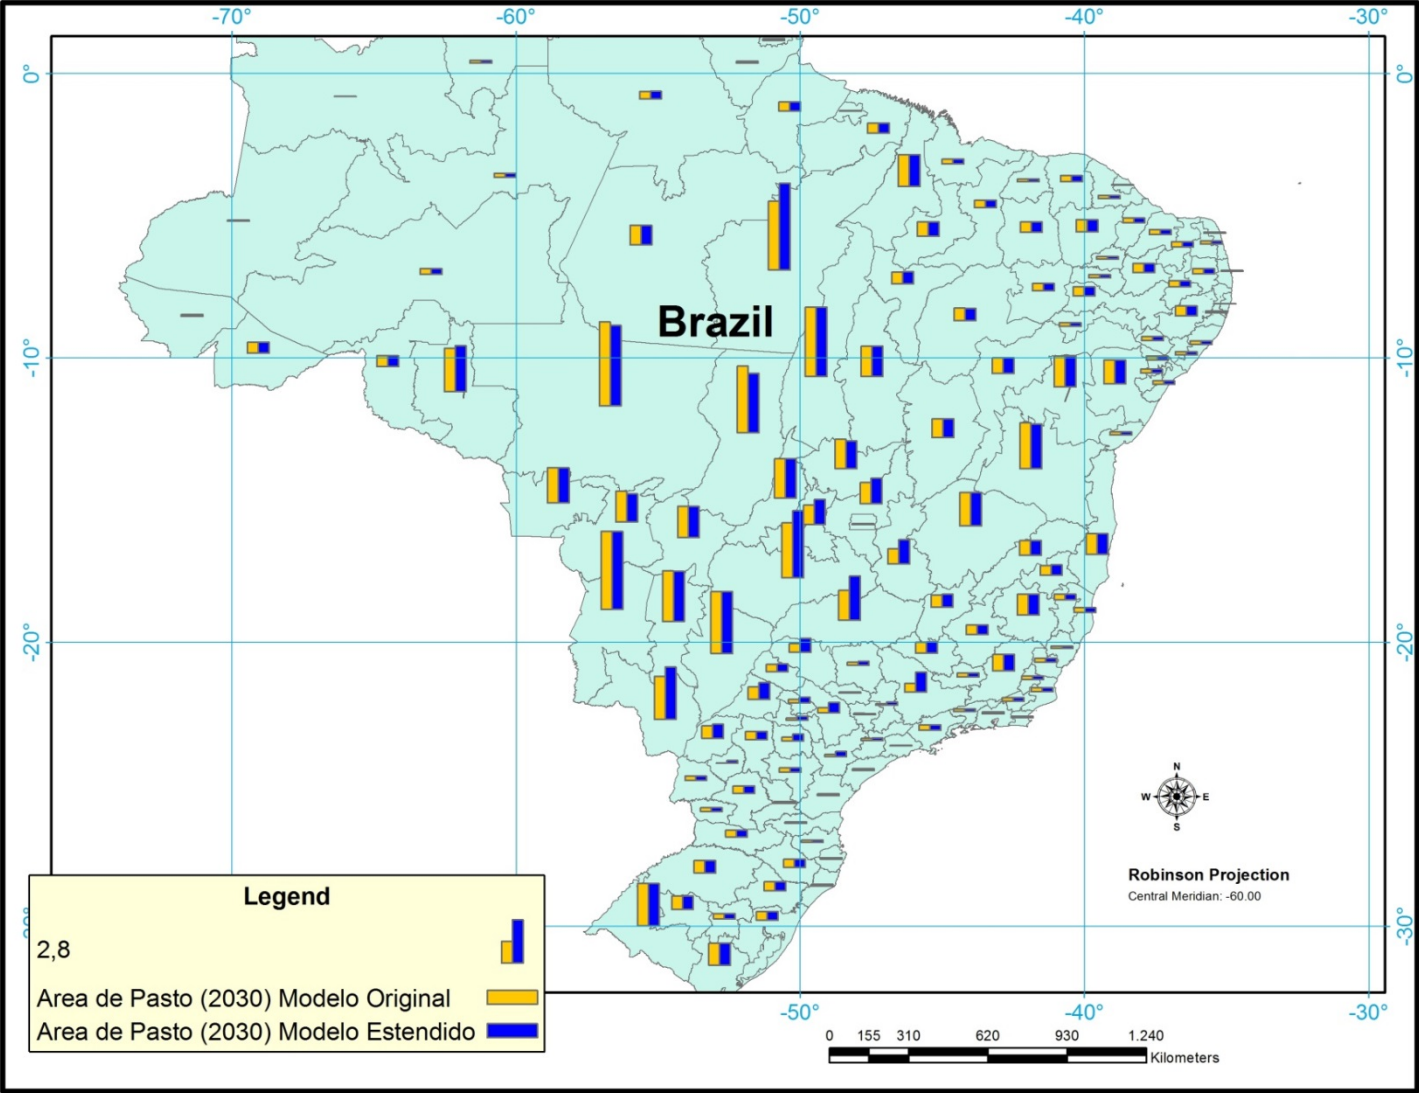 -70°
-60°
-50°
-40°
-30°
0°
0°
Brazil
-10°
-10°
-20°
-20°
N
W
E
S
Robinson Projection
Central Meridian: -60.00
Legend
2,8
Area de Pasto (2030) Modelo Original
Area de Pasto (2030) Modelo Estendido
-30°
-50°
-40°
-30°
0 155 310 620 930 1.240
Kilometers